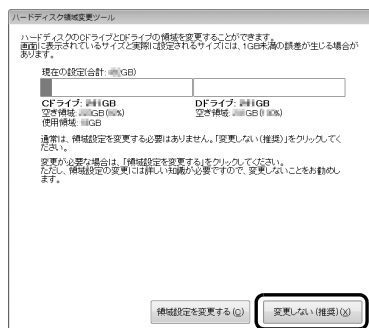 ハードディスク領域変更ツール
ハードディスクのCドライブとDドライブの領域を変更することができます。
画面に表示されているサイズと実際に設定されるサイズには、1GB未満の誤差が生じる場合が
あります。
現在の設定(合計: GB)
Cドライブ: GB
Dドライブ: GB
空き領域: GB( %)
空き領域: GB( %)
使用領域: GB
通常は、領域設定を変更する必要はありません。「変更しない(推奨)」をクリックしてく
ださい。
変更が必要な場合は、「領域設定を変更する」をクリックしてください。
ただし、領域設定の変更には詳しい知識が必要ですので、変更しないことをお勧めし
ます。
領域設定を変更する(C)
変更しない(推奨)(X)